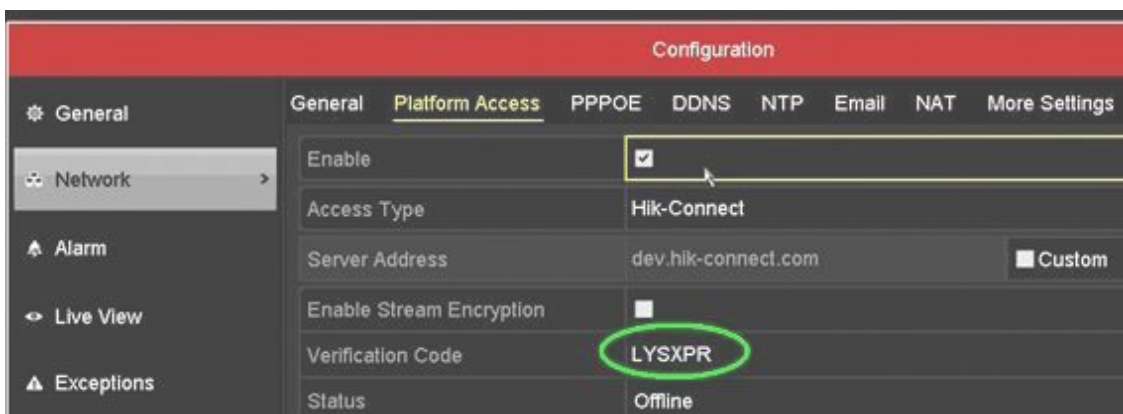 Configuration
General
Network
Alarm
Live View
Exceptions
General Platform Access PPPOE DDNS NTP Email NAT More Settings
Enable
Access Type Hik-Connect
Server Address dev.hik-connect.com Custom
Enable Stream Encryption
Verification Code LYSXPR
Status Offline